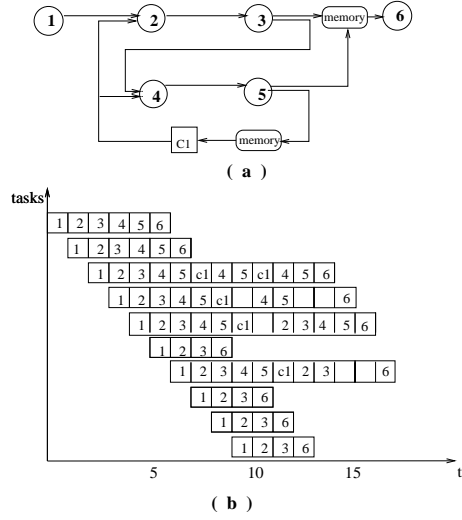 1 2 3 memory 6
4 5
C1 memory
( a )
tasks
1 2 3 4 5 6
1 2 3 4 5 6
1 2 3 4 5 c1 4 5 c1 4 5 6
1 2 3 4 5 c1 4 5 6
1 2 3 4 5 c1 2 3 4 5 6
1 2 3 6
1 2 3 4 5 c1 2 3 6
1 2 3 6
1 2 3 6
1 2 3 6
5 10 15 t
( b )